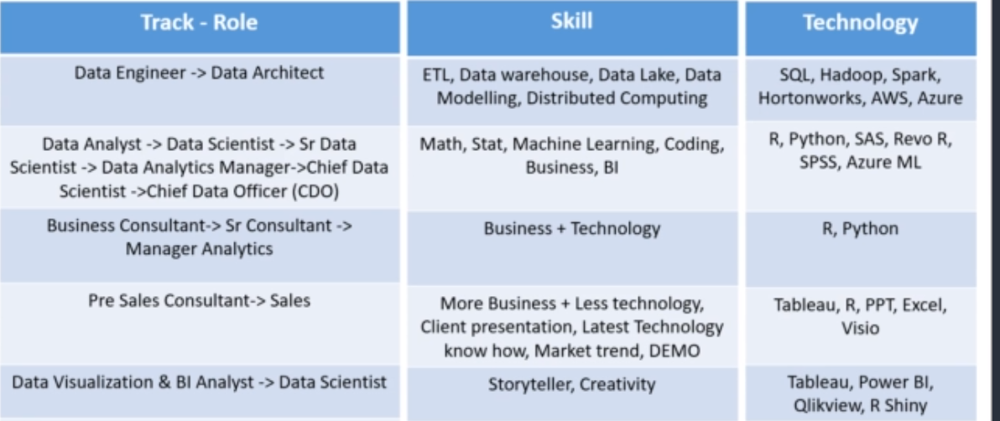 Track - Role
Skill
Technology
Data Engineer -> Data Architect
ETL, Data warehouse, Data Lake, Data
Modelling, Distributed Computing
SQL, Hadoop, Spark,
Hortonworks, AWS, Azure
Data Analyst -> Data Scientist -> Sr Data
Scientist -> Data Analytics Manager->Chief Data
Scientist ->Chief Data Officer (CDO)
Math, Stat, Machine Learning, Coding,
Business, BI
R, Python, SAS, Revo R,
SPSS, Azure ML
Business Consultant-> Sr Consultant ->
Manager Analytics
Business + Technology
R, Python
Pre Sales Consultant-> Sales
More Business + Less technology,
Client presentation, Latest Technology
know how, Market trend, DEMO
Tableau, R, PPT, Excel,
Visio
Data Visualization & BI Analyst -> Data Scientist
Storyteller, Creativity
Tableau, Power BI,
Qlikview, R Shiny